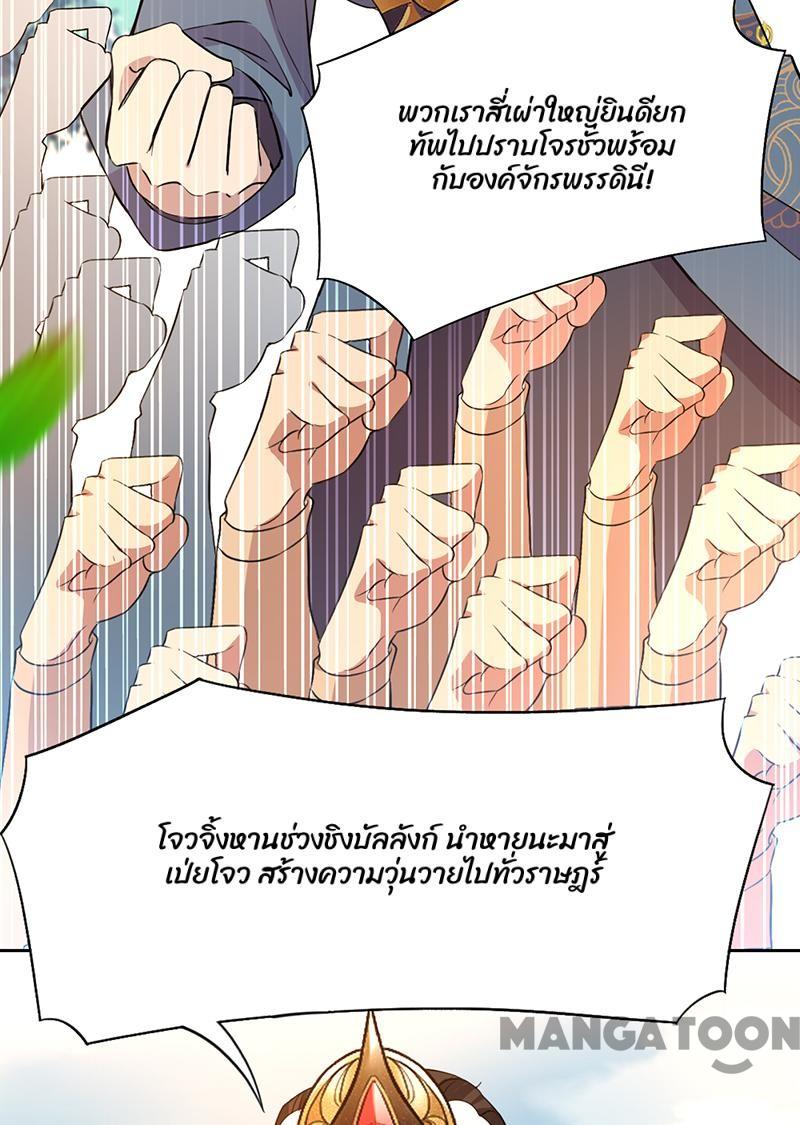 พวกเราสี่เผ่าใหญ่ยินดียก
ทัพไปปราบโจรชั่วพร้อม
กับองค์จักรพรรดินี!
โจวจิ้งหานช่วงชิงบัลลังก์ นำหายนะมาสู่
เป่ยโจว สร้างความวุ่นวายไปทั่วราษฎร์
MANGATOON